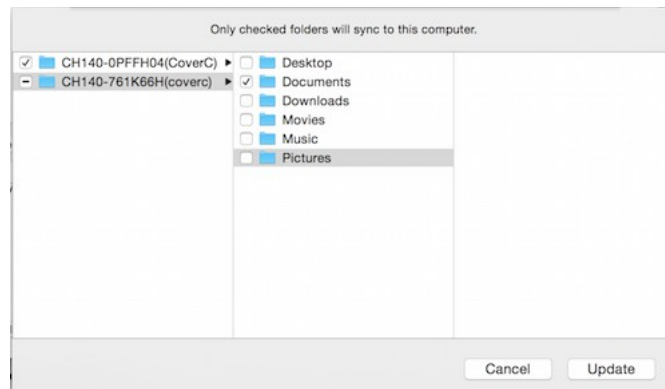 Only checked folders will sync to this computer.
CH140-0PFFH04(CoverC)
CH140-761K66H(coverc)
Desktop
Documents
Downloads
Movies
Music
Pictures
Cancel
Update